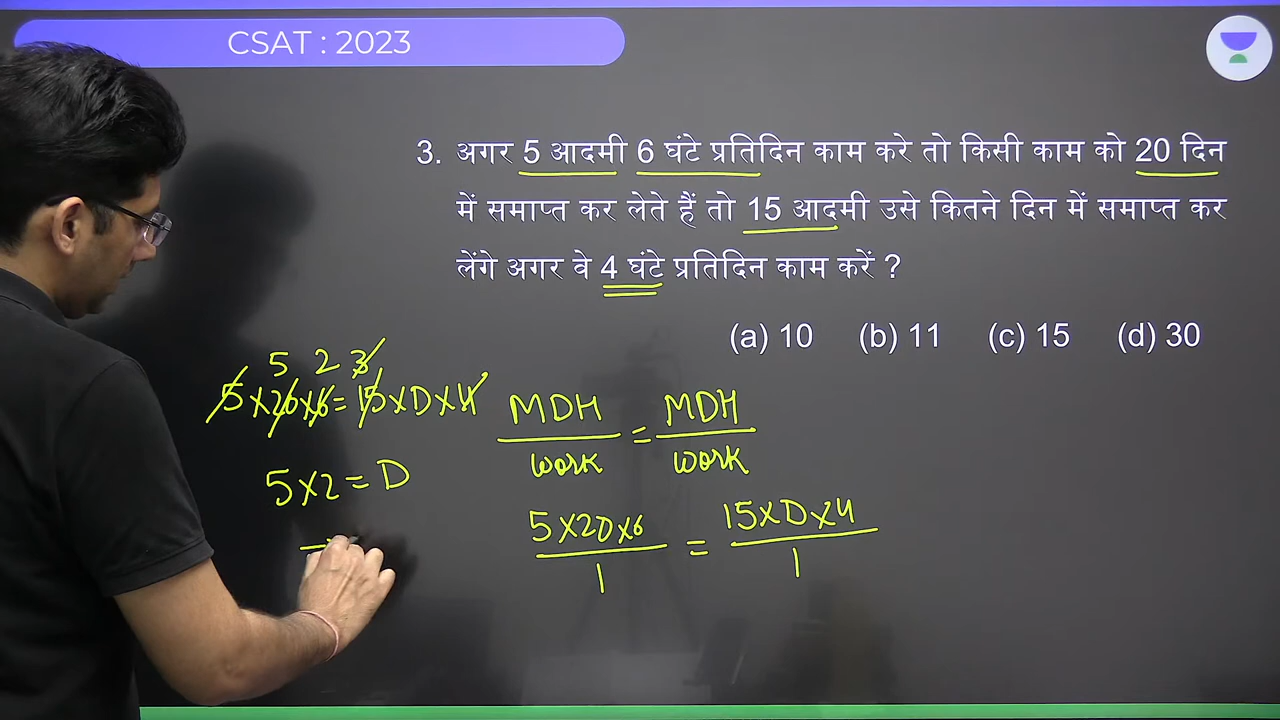 CSAT : 2023
3. अगर 5 आदमी 6 घंटे प्रतिदिन काम करे तो किसी काम को 20 दिन
में समाप्त कर लेते हैं तो 15 आदमी उसे कितने दिन में समाप्त कर
लेंगे अगर वे 4 घंटे प्रतिदिन काम करें ?
(a) 10 (b) 11 (c) 15 (d) 30
5 2 3
5×20×6=15×D×4
5×2=D
MDH = MDH
work work
5×20×6 = 15×D×4
1 1